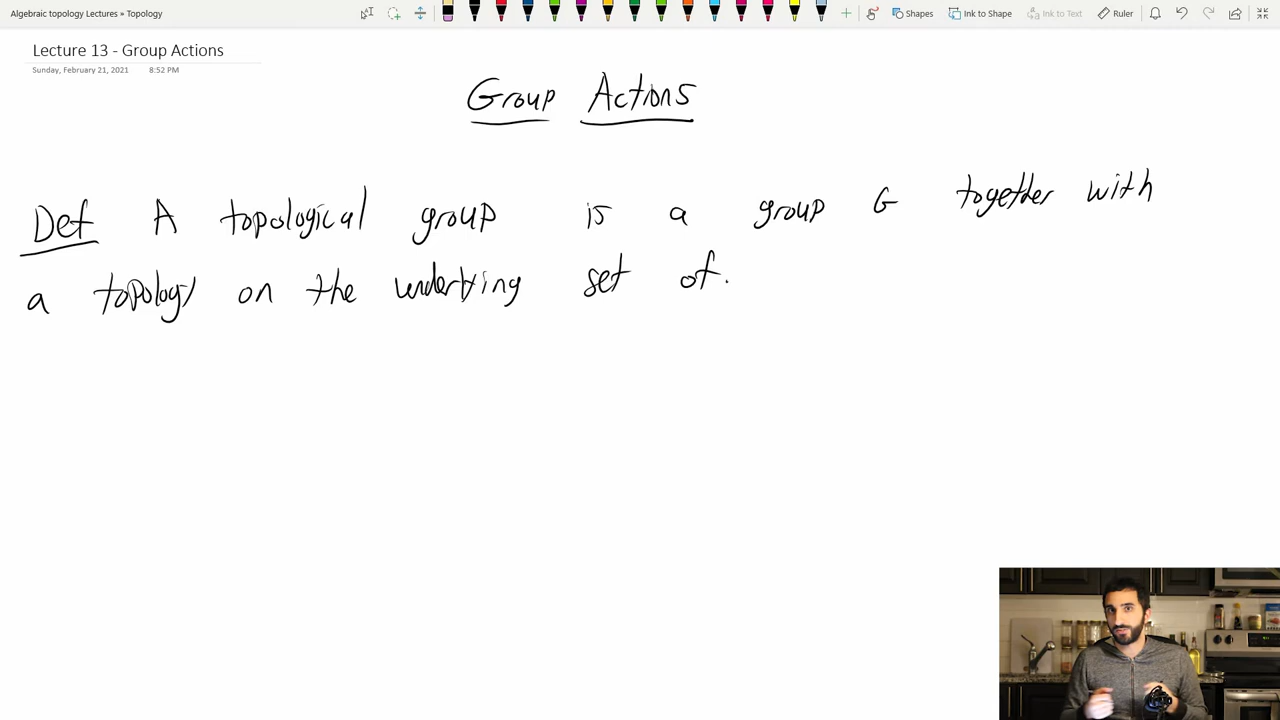 Algebraic topology Lectures – Topology
Shapes
Ink to Shape
Ink to Text
Ruler
Lecture 13 - Group Actions
Sunday, February 21, 2021 8:52 PM
Group Actions
Def A topological group is a group G together with
a topology on the underlying set of.